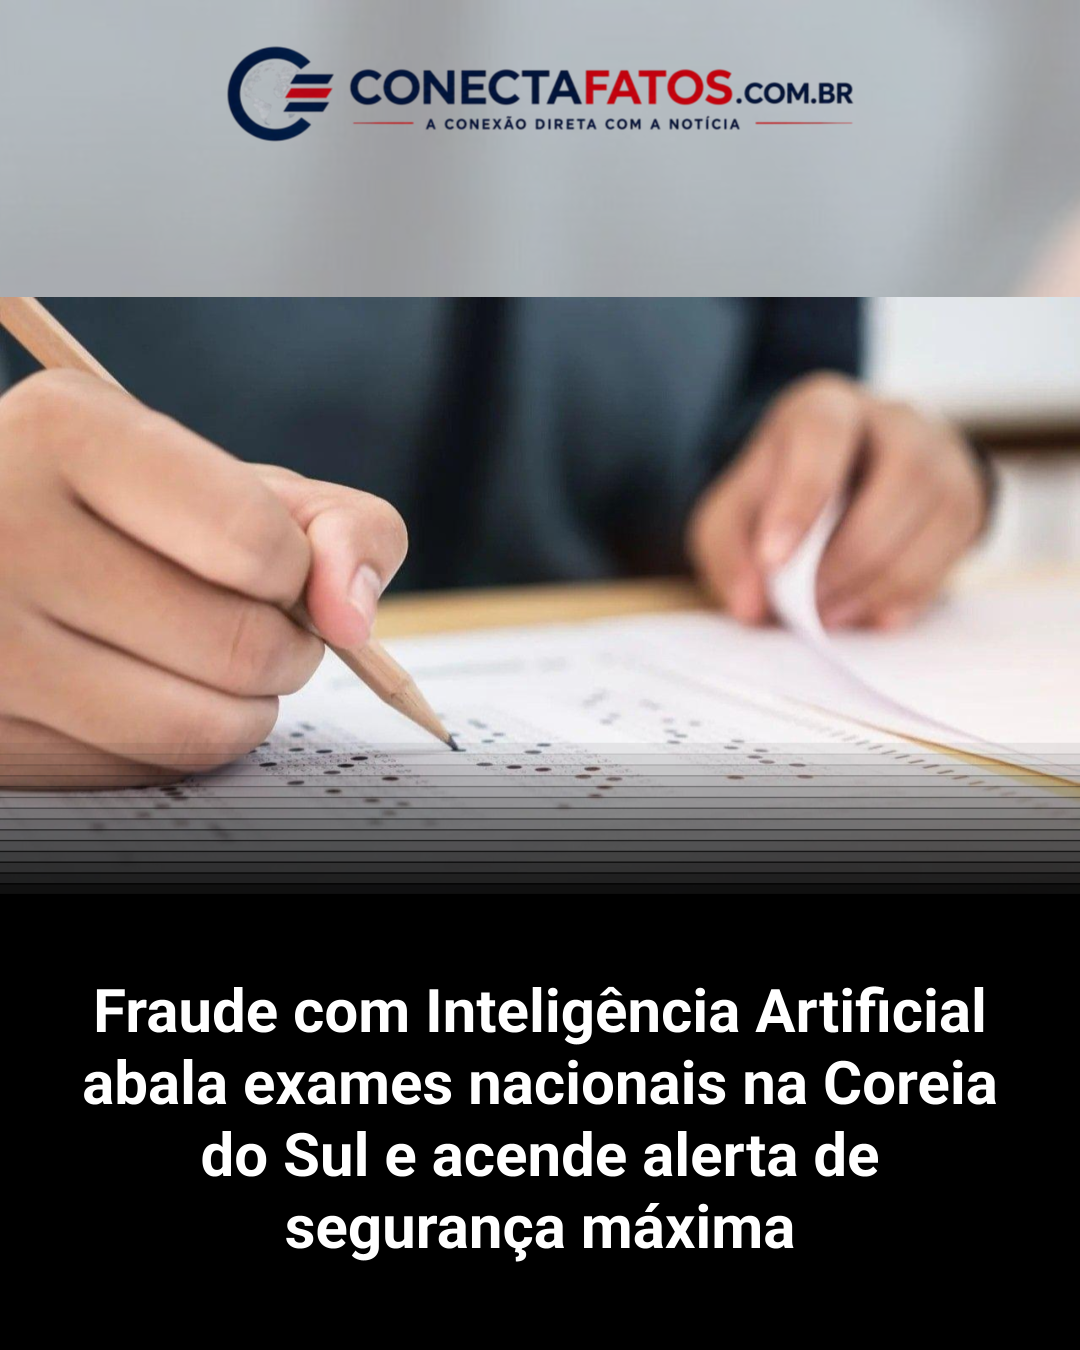 CONECTAFATOS.COM.BR
A CONEXÃO DIRETA COM A NOTÍCIA
Fraude com Inteligência Artificial
abala exames nacionais na Coreia
do Sul e acende alerta de
segurança máxima